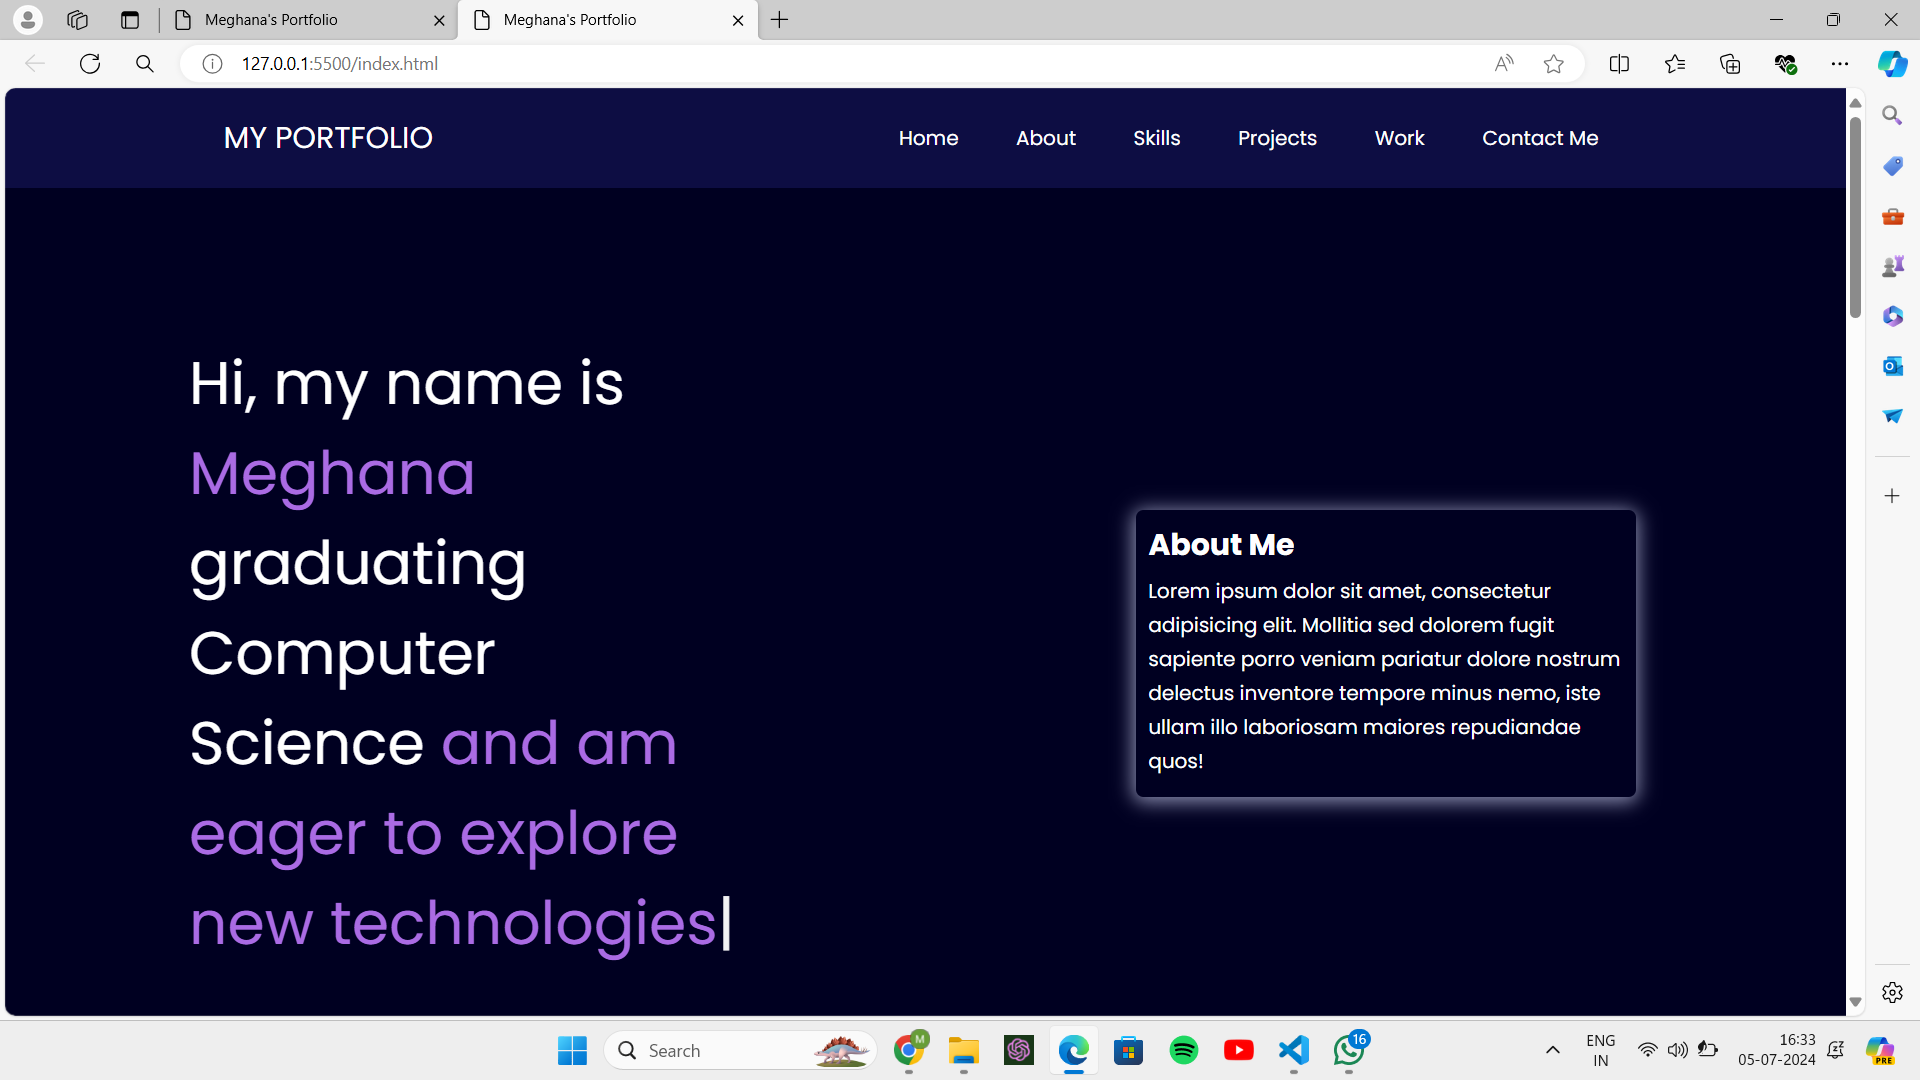 Meghana's Portfolio
Meghana's Portfolio
127.0.0.1:5500/index.html
MY PORTFOLIO
Home
About
Skills
Projects
Work
Contact Me
Hi, my name is
Meghana
graduating
Computer
Science and am
eager to explore
new technologies|
About Me
Lorem ipsum dolor sit amet, consectetur
adipisicing elit. Mollitia sed dolorem fugit
sapiente porro veniam pariatur dolore nostrum
delectus inventore tempore minus nemo, iste
ullam illo laboriosam maiores repudiandae
quos!
Search
M
16
ENG
IN
16:33
05-07-2024
PRE